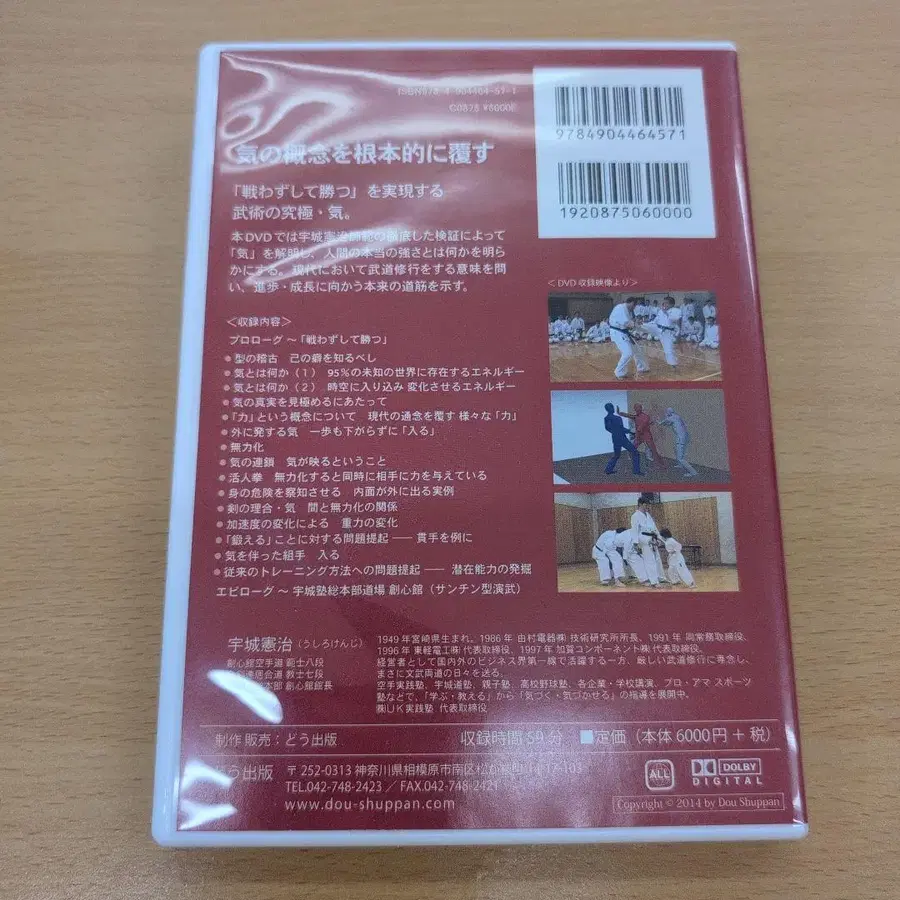 ISBN978-4-904464-57-1
C0875 ¥6000E
9784904464571
1920875060000
気の概念を根本的に覆す
「戦わずして勝つ」を実現する
武術の究極・気。
本DVDでは宇城憲治師範の徹底した検証によって
「気」を解明し、人間の本当の強さとは何かを明ら
かにする。現代において武道修行をする意味を問
い、進歩・成長に向かう本来の道筋を示す。
＜DVD収録映像より＞
＜収録内容＞
プロローグ ～「戦わずして勝つ」
●型の稽古　己の癖を知るべし
●気とは何か（1）　95%の未知の世界に存在するエネルギー
●気とは何か（2）　時空に入り込み 変化させるエネルギー
●気の真実を見極めるにあたって
●「力」という概念について　現代の通念を覆す 様々な「力」
●外に発する気　一歩も下がらずに「入る」
●無力化
●気の連鎖　気が映るということ
●活人拳　無力化すると同時に相手に力を与えている
●身の危険を察知させる　内面が外に出る実例
●剣の理合・気　間と無力化の関係
●加速度の変化による　重力の変化
●「鍛える」ことに対する問題提起 ── 貫手を例に
●気を伴った組手　入る
●従来のトレーニング方法への問題提起 ── 潜在能力の発掘
エピローグ ～ 宇城塾総本部道場 創心館（サンチン型演武）
宇城憲治（うしろけんじ）
創心館空手道 範士八段
居合道 教士七段
本部 創心館館長
1949年宮崎県生まれ。1986年 由村電器㈱ 技術研究所所長、1991年 同常務取締役、
1996年 東軽電工㈱ 代表取締役、1997年 加賀コンポーネント㈱ 代表取締役。
経営者として国内外のビジネス界第一線で活躍する一方、厳しい武道修行に専念し、
まさに文武両道の日々を送る。
空手実践塾、宇城道塾、親子塾、高校野球塾、各企業・学校講演、プロ・アマ スポーツ
塾などで、「学ぶ・教える」から「気づく・気づかせる」の指導を展開中。
㈱UK実践塾 代表取締役
制作 販売：どう出版
収録時間 59分　■定価（本体 6000円 + 税）
どう出版
〒252-0313 神奈川県相模原市南区松が枝町 14-17-103
TEL.042-748-2423 ／ FAX.042-748-2421
www.dou-shuppan.com
ALL
DOLBY
DIGITAL
Copyright © 2014 by Dou Shuppan